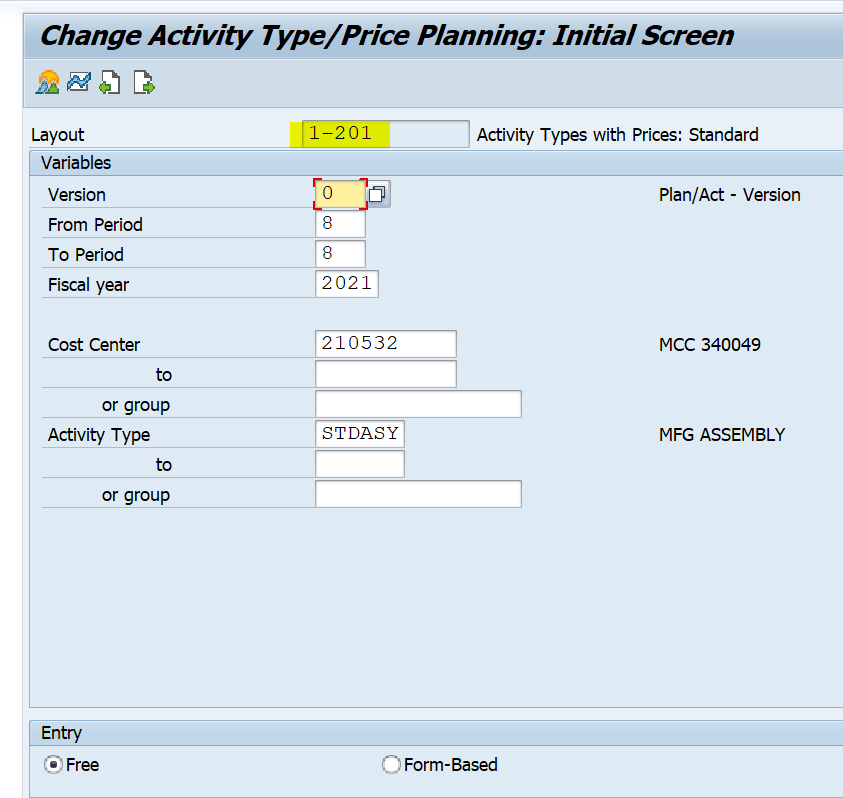 Change Activity Type/Price Planning: Initial Screen
Layout 1-201 Activity Types with Prices: Standard
Variables
Version 0 Plan/Act - Version
From Period 8
To Period 8
Fiscal year 2021
Cost Center 210532 MCC 340049
to
or group
Activity Type STDASY MFG ASSEMBLY
to
or group
Entry
Free Form-Based